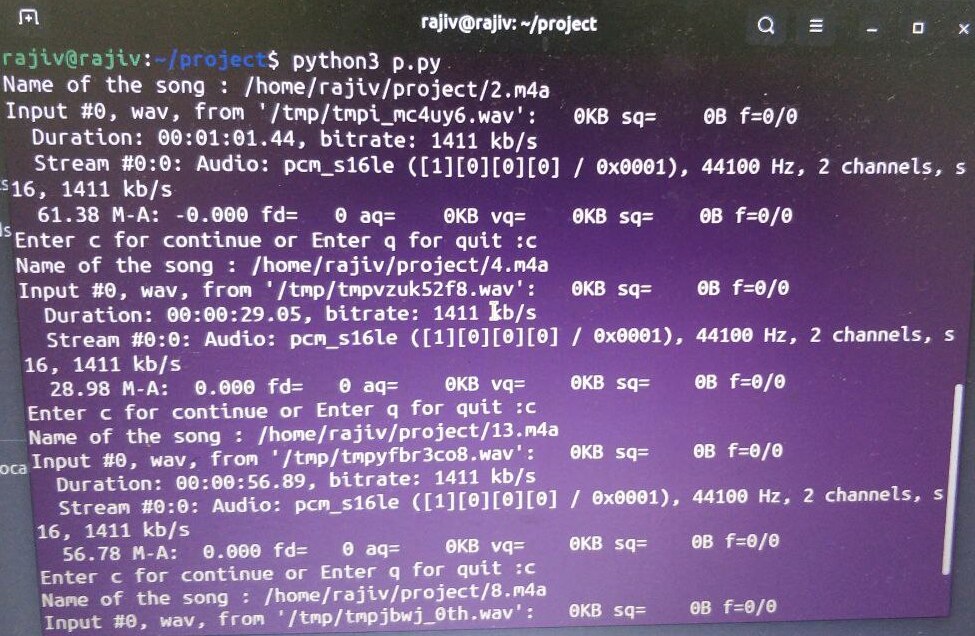 rajiv@rajiv: ~/project
rajiv@rajiv:~/project$ python3 p.py
Name of the song : /home/rajiv/project/2.m4a
Input #0, wav, from '/tmp/tmpi_mc4uy6.wav':   0KB sq=    0B f=0/0
  Duration: 00:01:01.44, bitrate: 1411 kb/s
  Stream #0:0: Audio: pcm_s16le ([1][0][0][0] / 0x0001), 44100 Hz, 2 channels, s
16, 1411 kb/s
  61.38 M-A: -0.000 fd=   0 aq=    0KB vq=    0KB sq=    0B f=0/0
Enter c for continue or Enter q for quit :c
Name of the song : /home/rajiv/project/4.m4a
Input #0, wav, from '/tmp/tmpvzuk52f8.wav':   0KB sq=    0B f=0/0
  Duration: 00:00:29.05, bitrate: 1411 kb/s
  Stream #0:0: Audio: pcm_s16le ([1][0][0][0] / 0x0001), 44100 Hz, 2 channels, s
16, 1411 kb/s
  28.98 M-A:  0.000 fd=   0 aq=    0KB vq=    0KB sq=    0B f=0/0
Enter c for continue or Enter q for quit :c
Name of the song : /home/rajiv/project/13.m4a
Input #0, wav, from '/tmp/tmpyfbr3co8.wav':   0KB sq=    0B f=0/0
  Duration: 00:00:56.89, bitrate: 1411 kb/s
  Stream #0:0: Audio: pcm_s16le ([1][0][0][0] / 0x0001), 44100 Hz, 2 channels, s
16, 1411 kb/s
  56.78 M-A:  0.000 fd=   0 aq=    0KB vq=    0KB sq=    0B f=0/0
Enter c for continue or Enter q for quit :c
Name of the song : /home/rajiv/project/8.m4a
Input #0, wav, from '/tmp/tmpjbwj_0th.wav':   0KB sq=    0B f=0/0